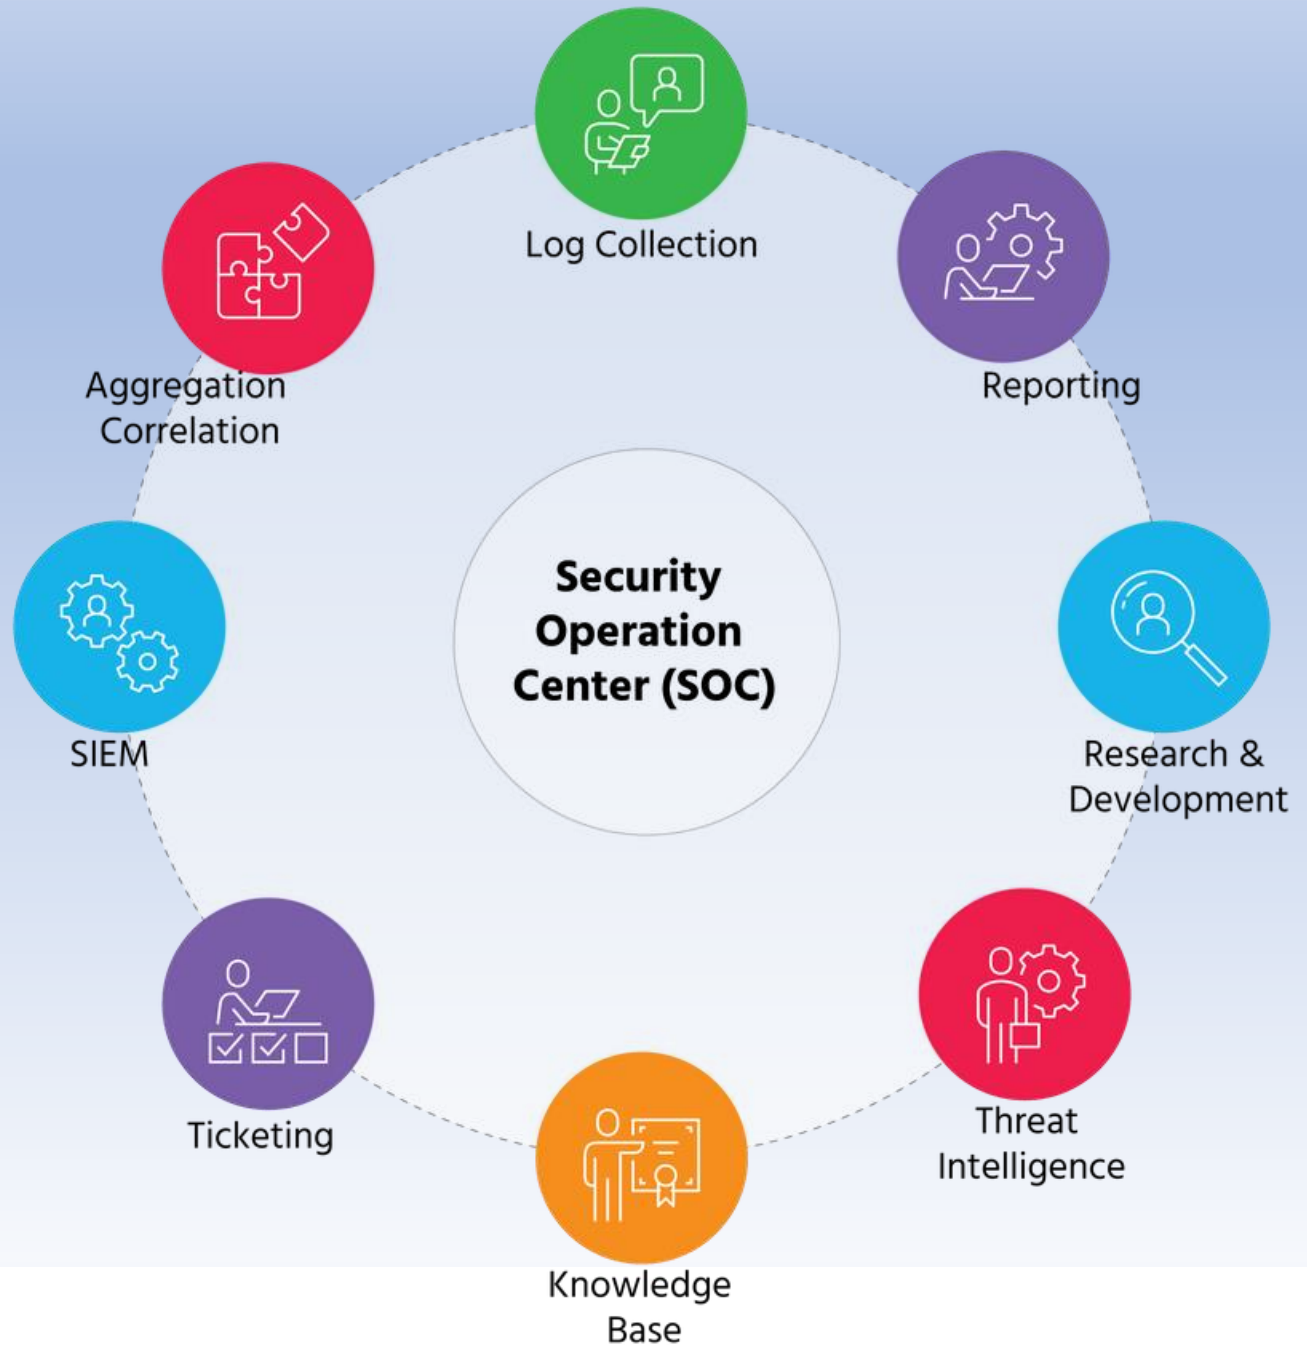 Log Collection
Reporting
Aggregation
Correlation
Security
Operation
Center (SOC)
SIEM
Research &
Development
Ticketing
Threat
Intelligence
Knowledge
Base